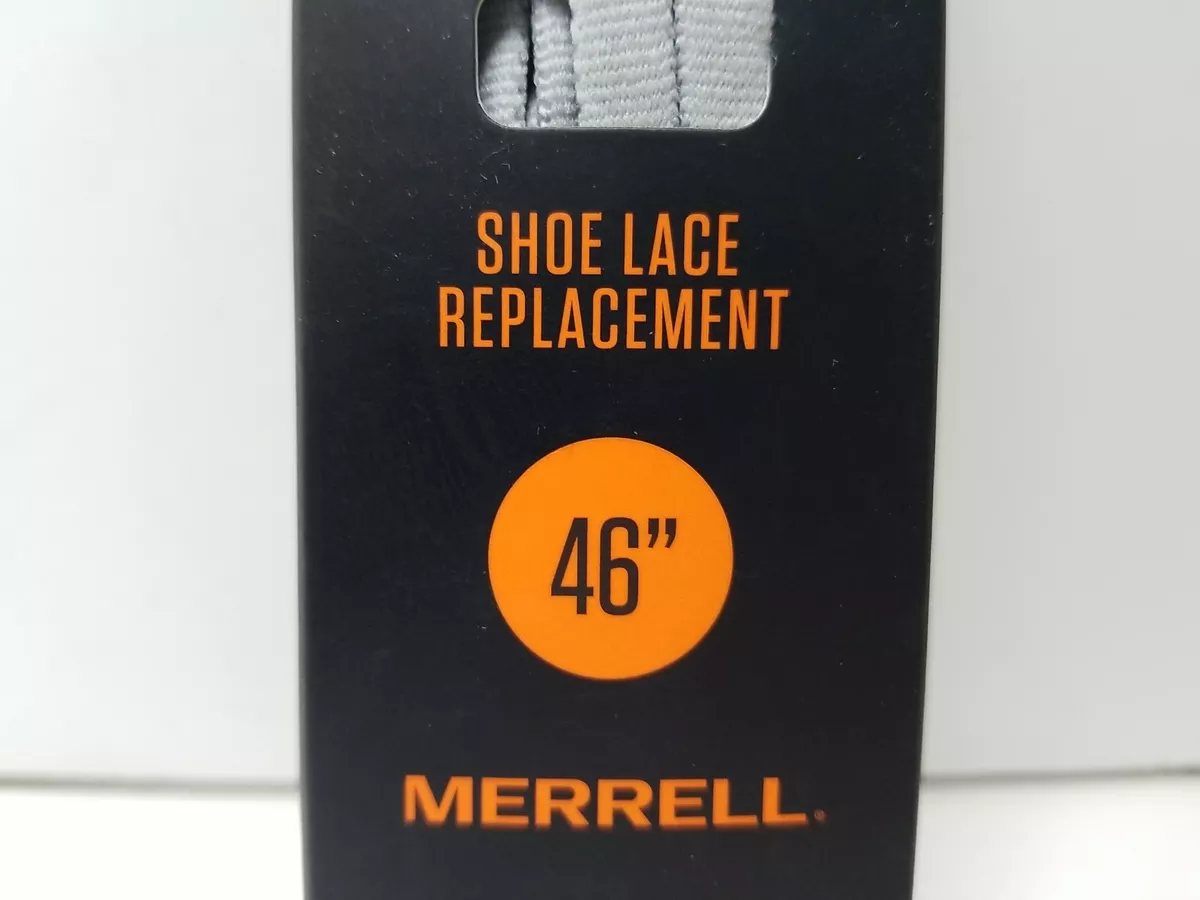 SHOE LACE
REPLACEMENT
46”
MERRELL